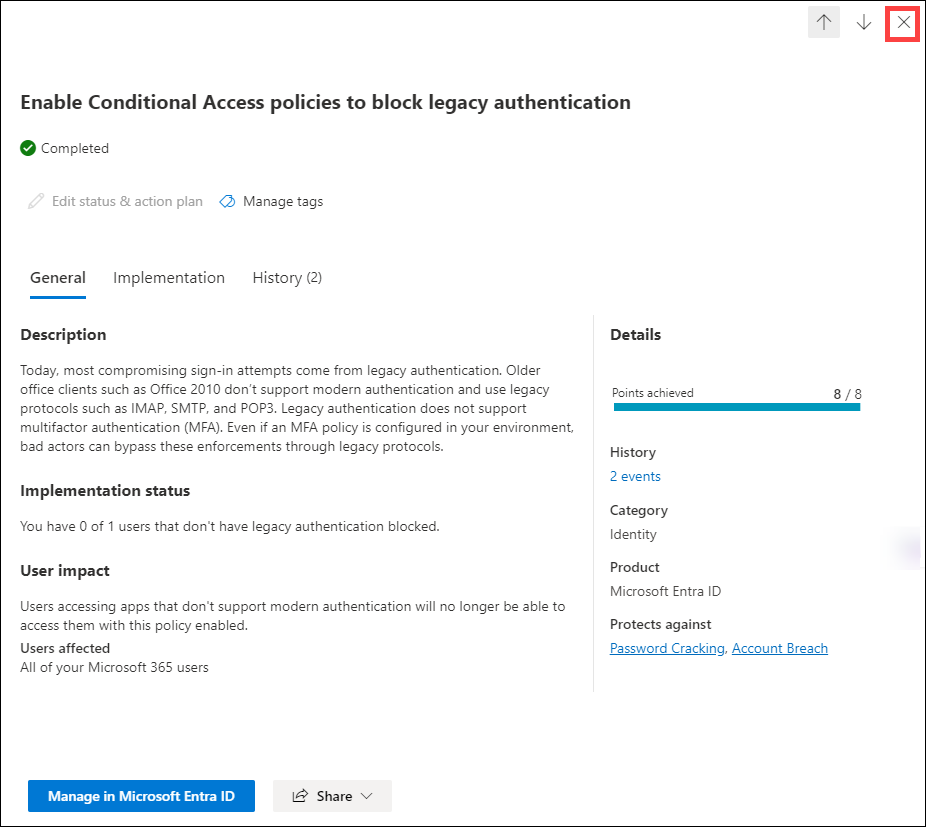 Enable Conditional Access policies to block legacy authentication
Completed
Edit status & action plan
Manage tags
General
Implementation
History (2)
Description
Today, most compromising sign-in attempts come from legacy authentication. Older
office clients such as Office 2010 don't support modern authentication and use legacy
protocols such as IMAP, SMTP, and POP3. Legacy authentication does not support
multifactor authentication (MFA). Even if an MFA policy is configured in your environment,
bad actors can bypass these enforcements through legacy protocols.
Implementation status
You have 0 of 1 users that don't have legacy authentication blocked.
User impact
Users accessing apps that don't support modern authentication will no longer be able to
access them with this policy enabled.
Users affected
All of your Microsoft 365 users
Details
Points achieved
8 / 8
History
2 events
Category
Identity
Product
Microsoft Entra ID
Protects against
Password Cracking, Account Breach
Manage in Microsoft Entra ID
Share